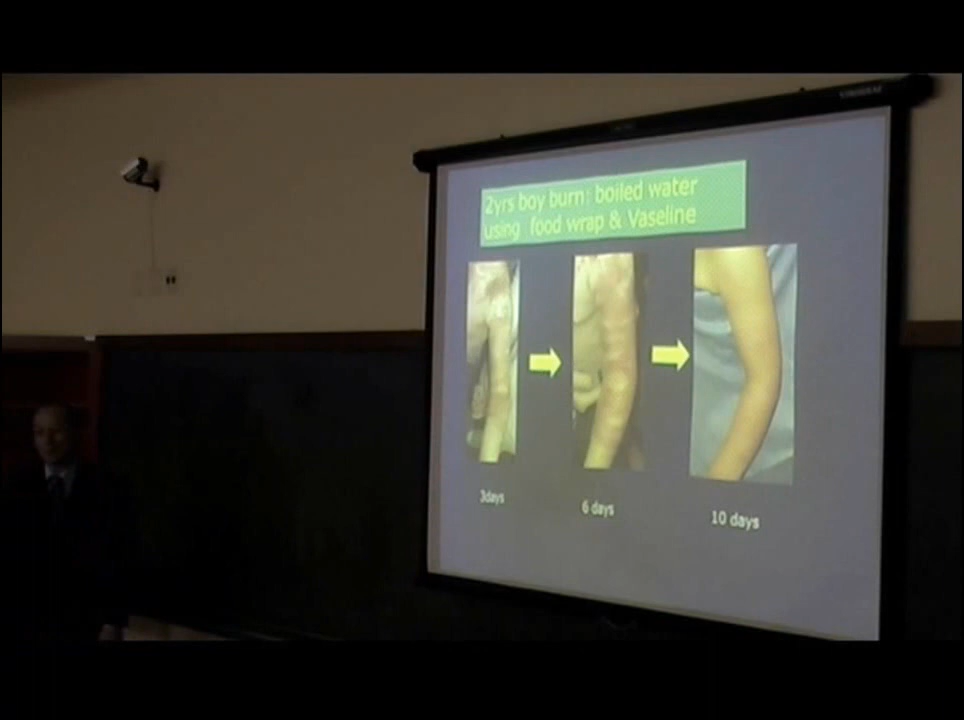 2yrs boy burn: boiled water
using food wrap & Vaseline
3days
6 days
10 days